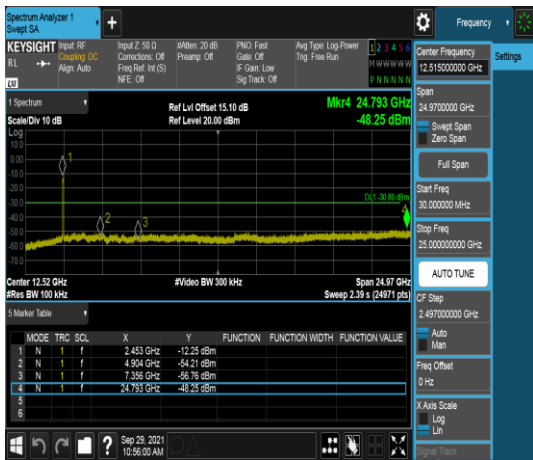 Spectrum Analyzer 1
Swept SA
+
Frequency
KEYSIGHT Input: RF Input Z: 50 Ω #Atten: 20 dB PNO: Fast Avg Type: Log-Power 1 2 3 4 5 6
RL Coupling: DC Corrections: Off Preamp: Off Gate: Off Trig: Free Run
Align: Auto Freq Ref: Int (S) IF Gain: Low M W W W W W
NFE: Off Sig Track: Off P N N N N N
LXI
Center Frequency
12.515000000 GHz
Settings
Span
24.9700000 GHz
Swept Span
Zero Span
Full Span
Start Freq
30.000000 MHz
Stop Freq
25.000000000 GHz
AUTO TUNE
CF Step
2.497000000 GHz
Auto
Man
Freq Offset
0 Hz
X Axis Scale
Log
Lin
Signal Track
1 Spectrum
Scale/Div 10 dB
Ref Lvl Offset 15.10 dB
Ref Level 20.00 dBm
Mkr4 24.793 GHz
-48.25 dBm
Log
10.0
0.00
-10.0
-20.0
-30.0
-40.0
-50.0
-60.0
-70.0
1
2
3
4
DL1 -30.80 dBm
Center 12.52 GHz #Video BW 300 kHz Span 24.97 GHz
#Res BW 100 kHz Sweep 2.39 s (24971 pts)
5 Marker Table
MODE TRC SCL X Y FUNCTION FUNCTION WIDTH FUNCTION VALUE
1 N 1 f 2.453 GHz -12.25 dBm
2 N 1 f 4.904 GHz -54.21 dBm
3 N 1 f 7.356 GHz -56.76 dBm
4 N 1 f 24.793 GHz -48.25 dBm
5
6
?
Sep 29, 2021
10:56:00 AM